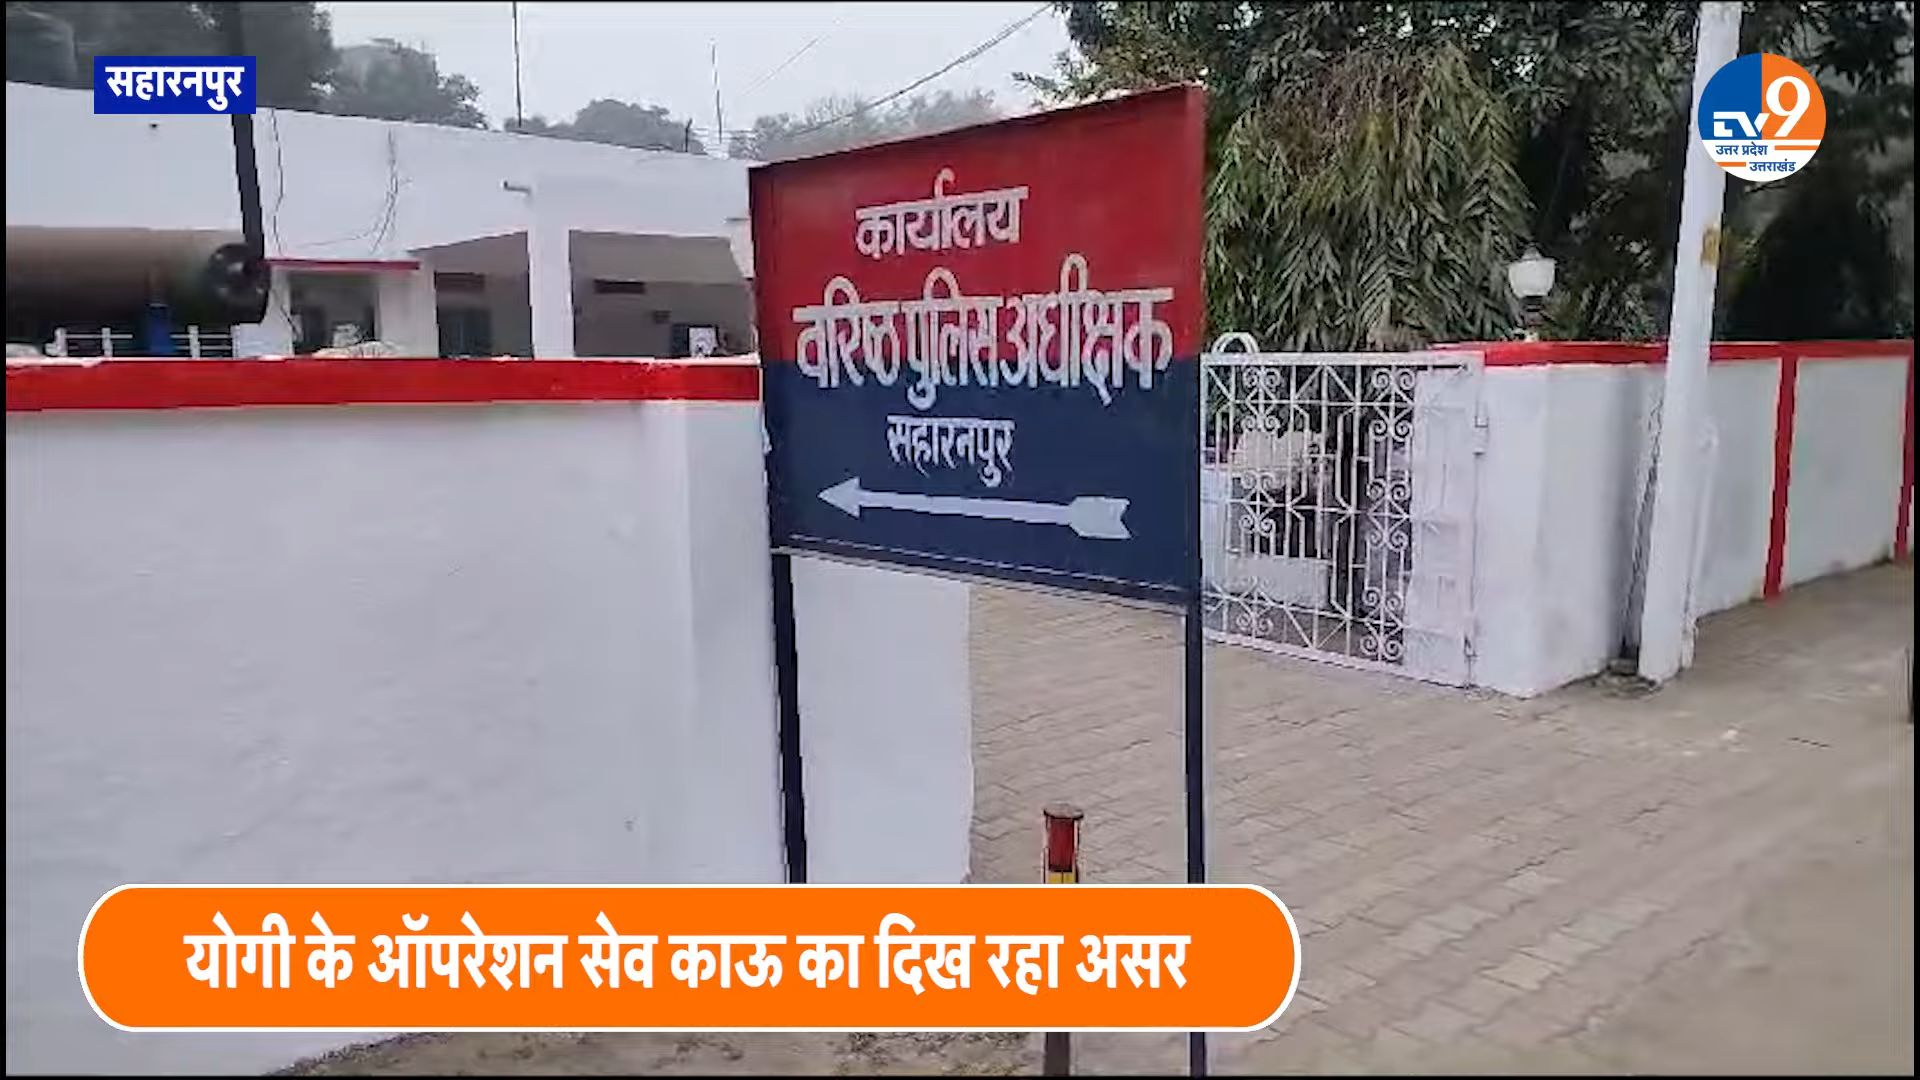 सहारनपुर
TV9
उत्तर प्रदेश
उत्तराखंड
कार्यालय
वरिष्ठ पुलिस अधीक्षक
सहारनपुर
योगी के ऑपरेशन सेव काऊ का दिख रहा असर